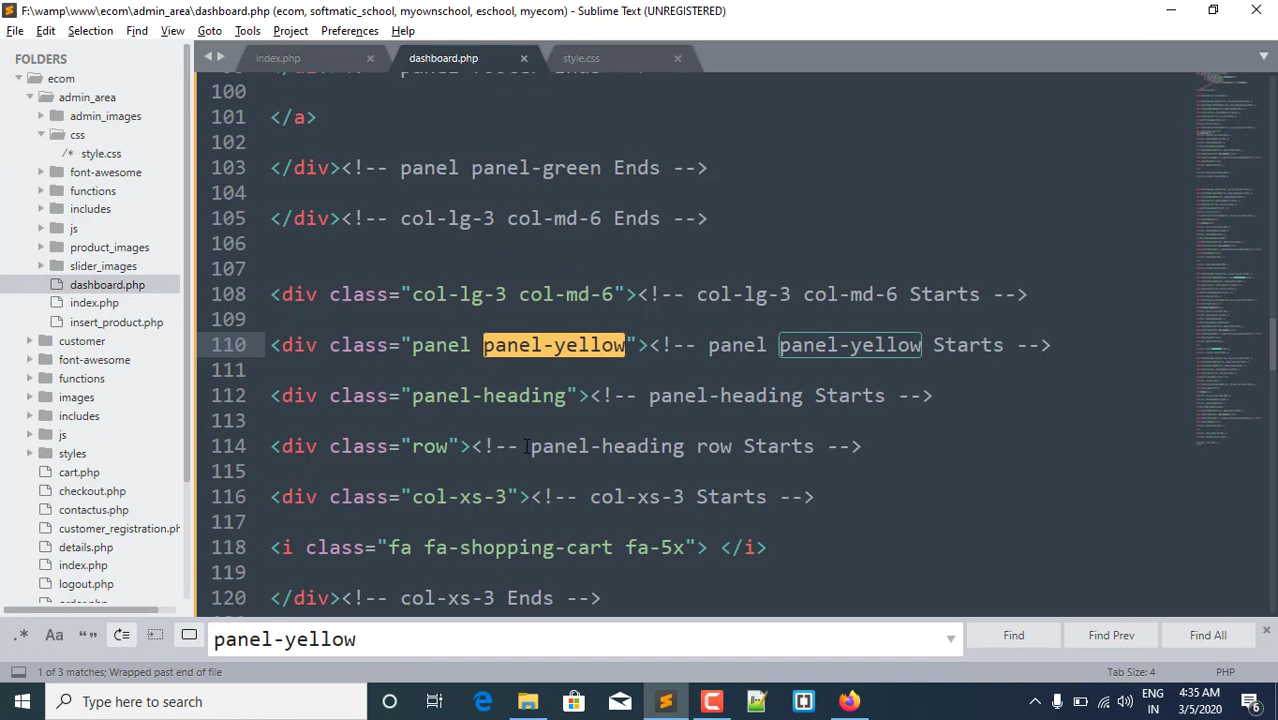 F:\wamp\www\ecom\admin_area\dashboard.php (ecom, softmatic_school, myownschool, eschool, myecom) - Sublime Text (UNREGISTERED)
File Edit Selection Find View Goto Tools Project Preferences Help
FOLDERS
ecom
admin_area
admin_images
css
/* style.css
font-awesome
functions
includes
js
product_images
slider_images
dashboard.php
index.php
insert_product.php
customer
font-awesome
functions
images
includes
js
styles
cart.php
checkout.php
contactus.php
customer_registration.ph
details.php
index.php
logout.php
index.php × dashboard.php × style.css ×
100
101 </a>
102
103 </div><!-- panel panel-green Ends -->
104
105 </div><!-- col-lg-3 col-md-6 Ends -->
106
107
108 <div class="col-lg-3 col-md-6"><!-- col-lg-3 col-md-6 Starts -->
109
110 <div class="panel panel-yellow"><!-- panel panel-yellow Starts -->
111
112 <div class="panel-heading"><!-- panel-heading Starts -->
113
114 <div class="row"><!-- panel-heading row Starts -->
115
116 <div class="col-xs-3"><!-- col-xs-3 Starts -->
117
118 <i class="fa fa-shopping-cart fa-5x"> </i>
119
120 </div><!-- col-xs-3 Ends -->
.* Aa “” panel-yellow Find Find Prev Find All ×
1 of 3 matches; Wrapped past end of file Tab Size: 4 PHP
Type here to search
ENG
IN
4:35 AM
3/5/2020
6